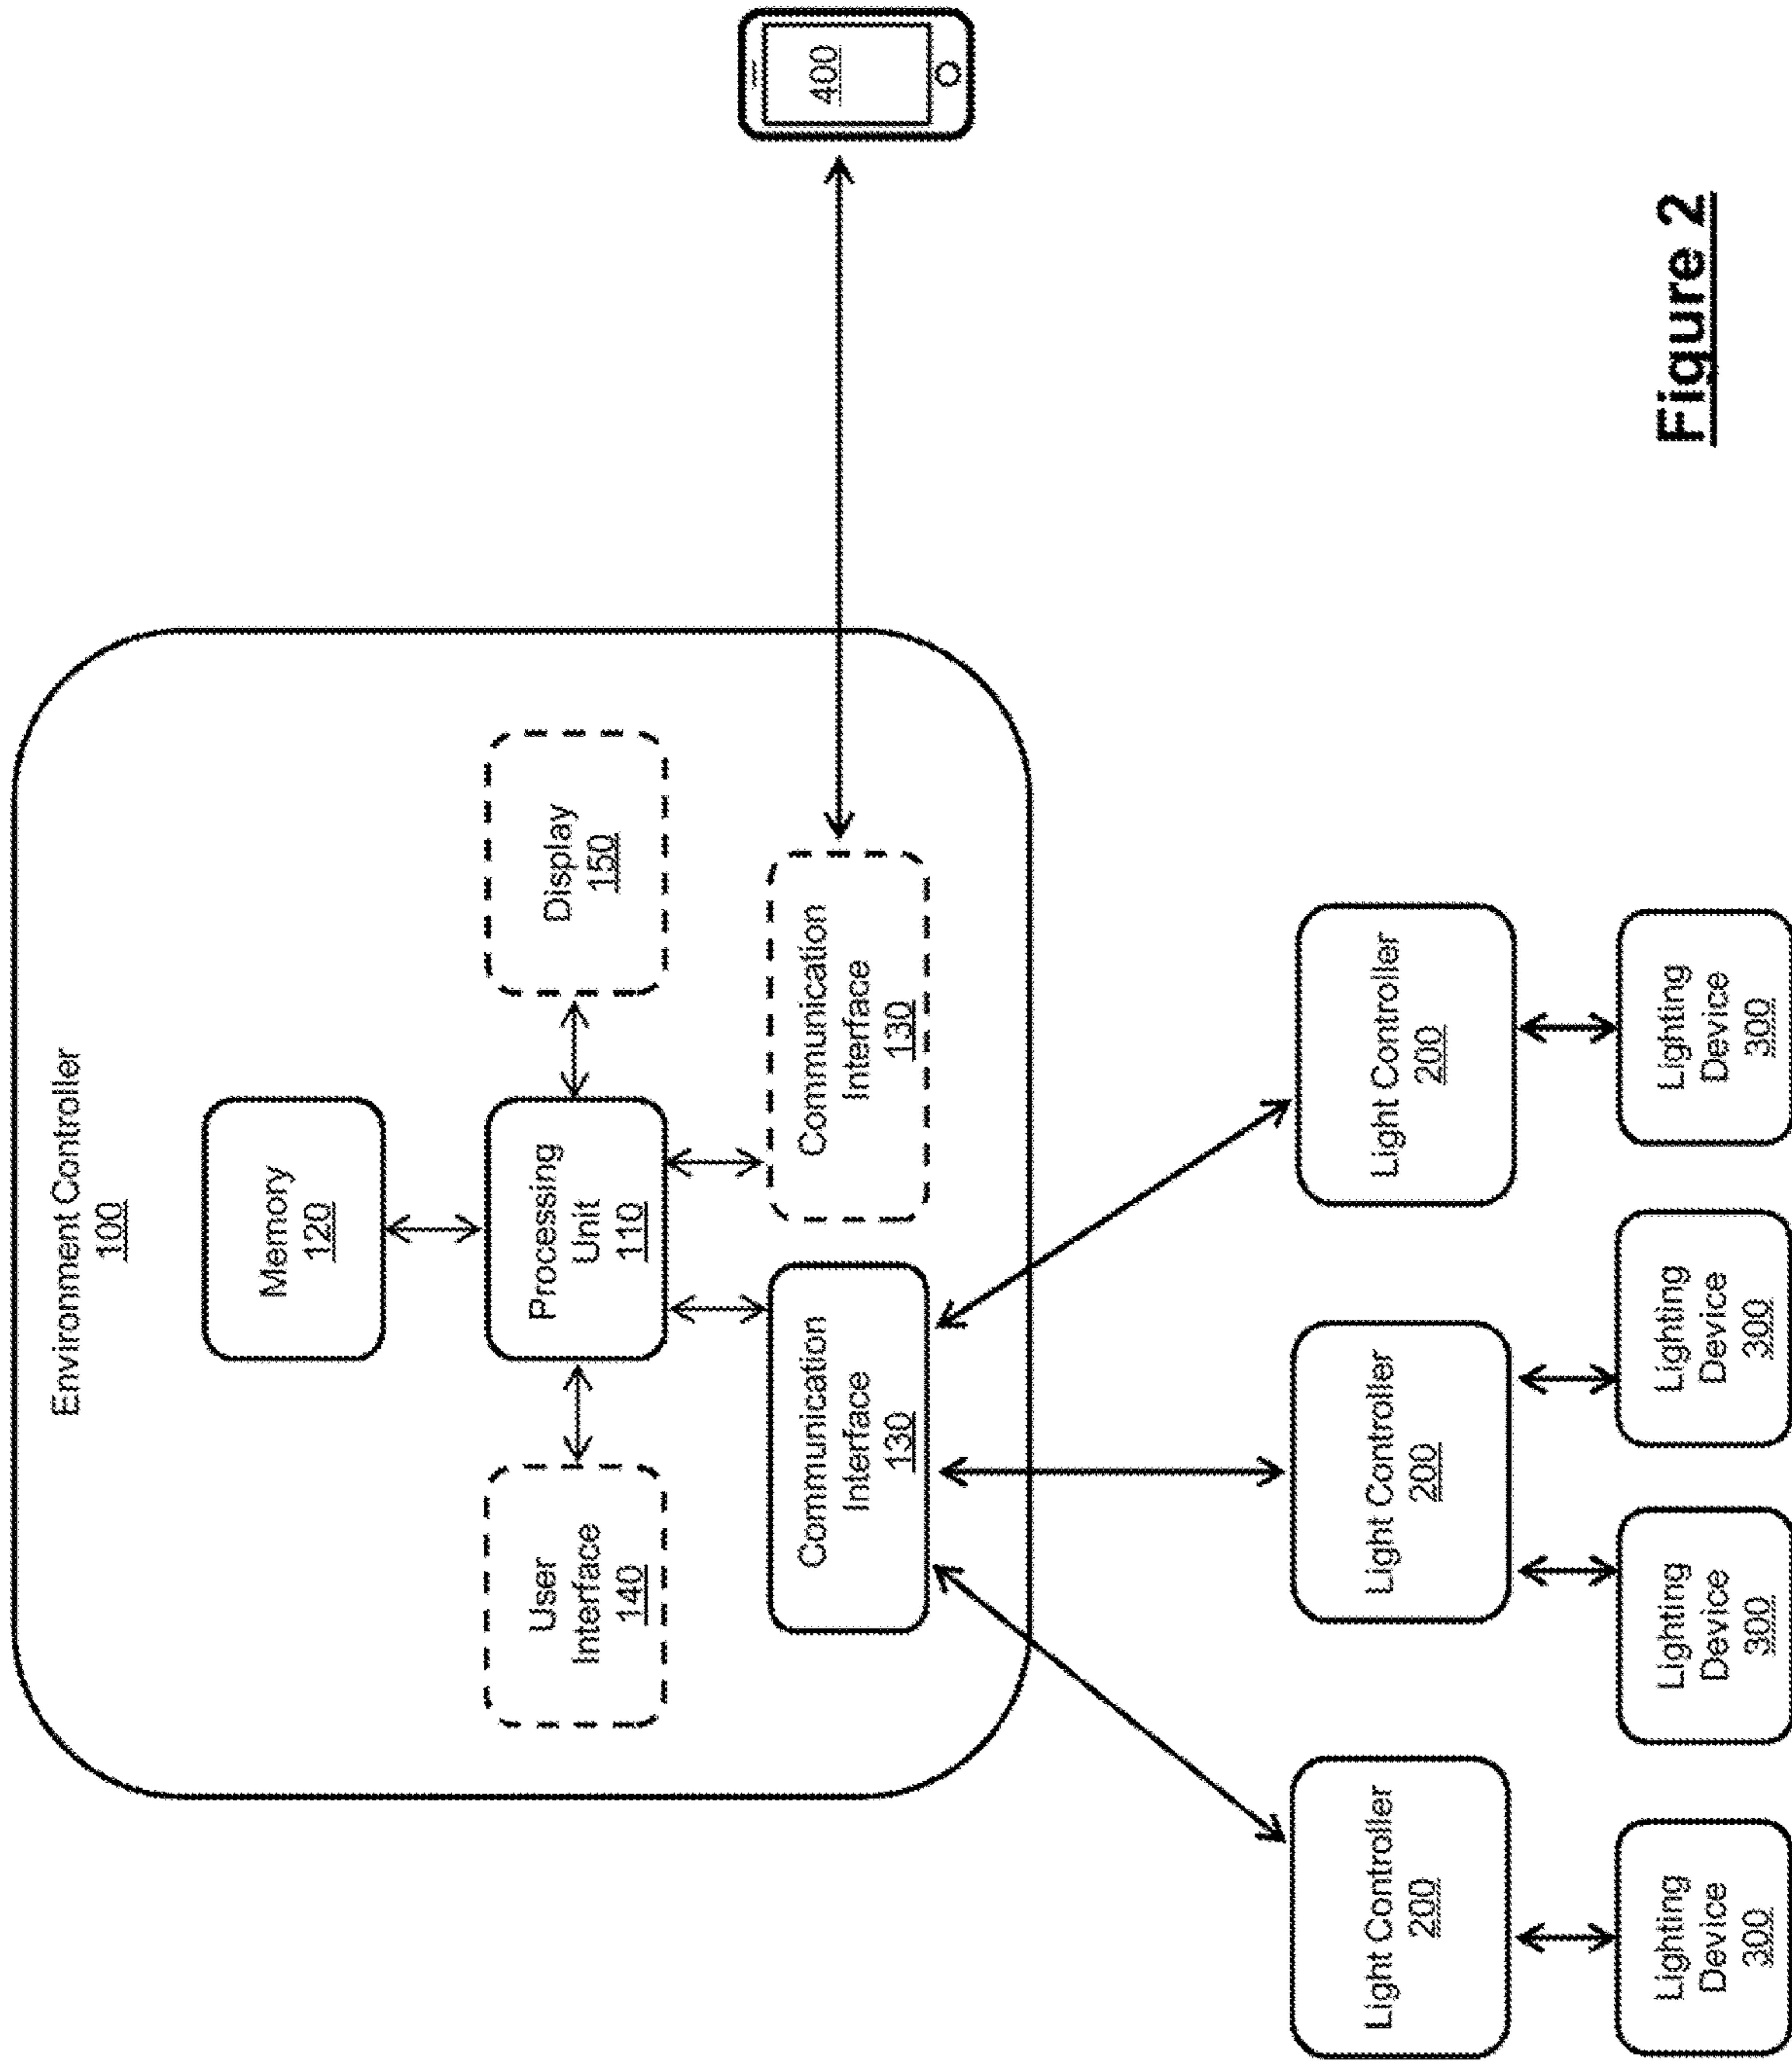 Environment Controller
100
Memory
120
User
Interface
140
Processing
Unit
110
Display
150
Communication
Interface
130
Communication
Interface
130
400
Light Controller
200
Light Controller
200
Light Controller
200
Lighting
Device
300
Lighting
Device
300
Lighting
Device
300
Lighting
Device
300
Figure 2